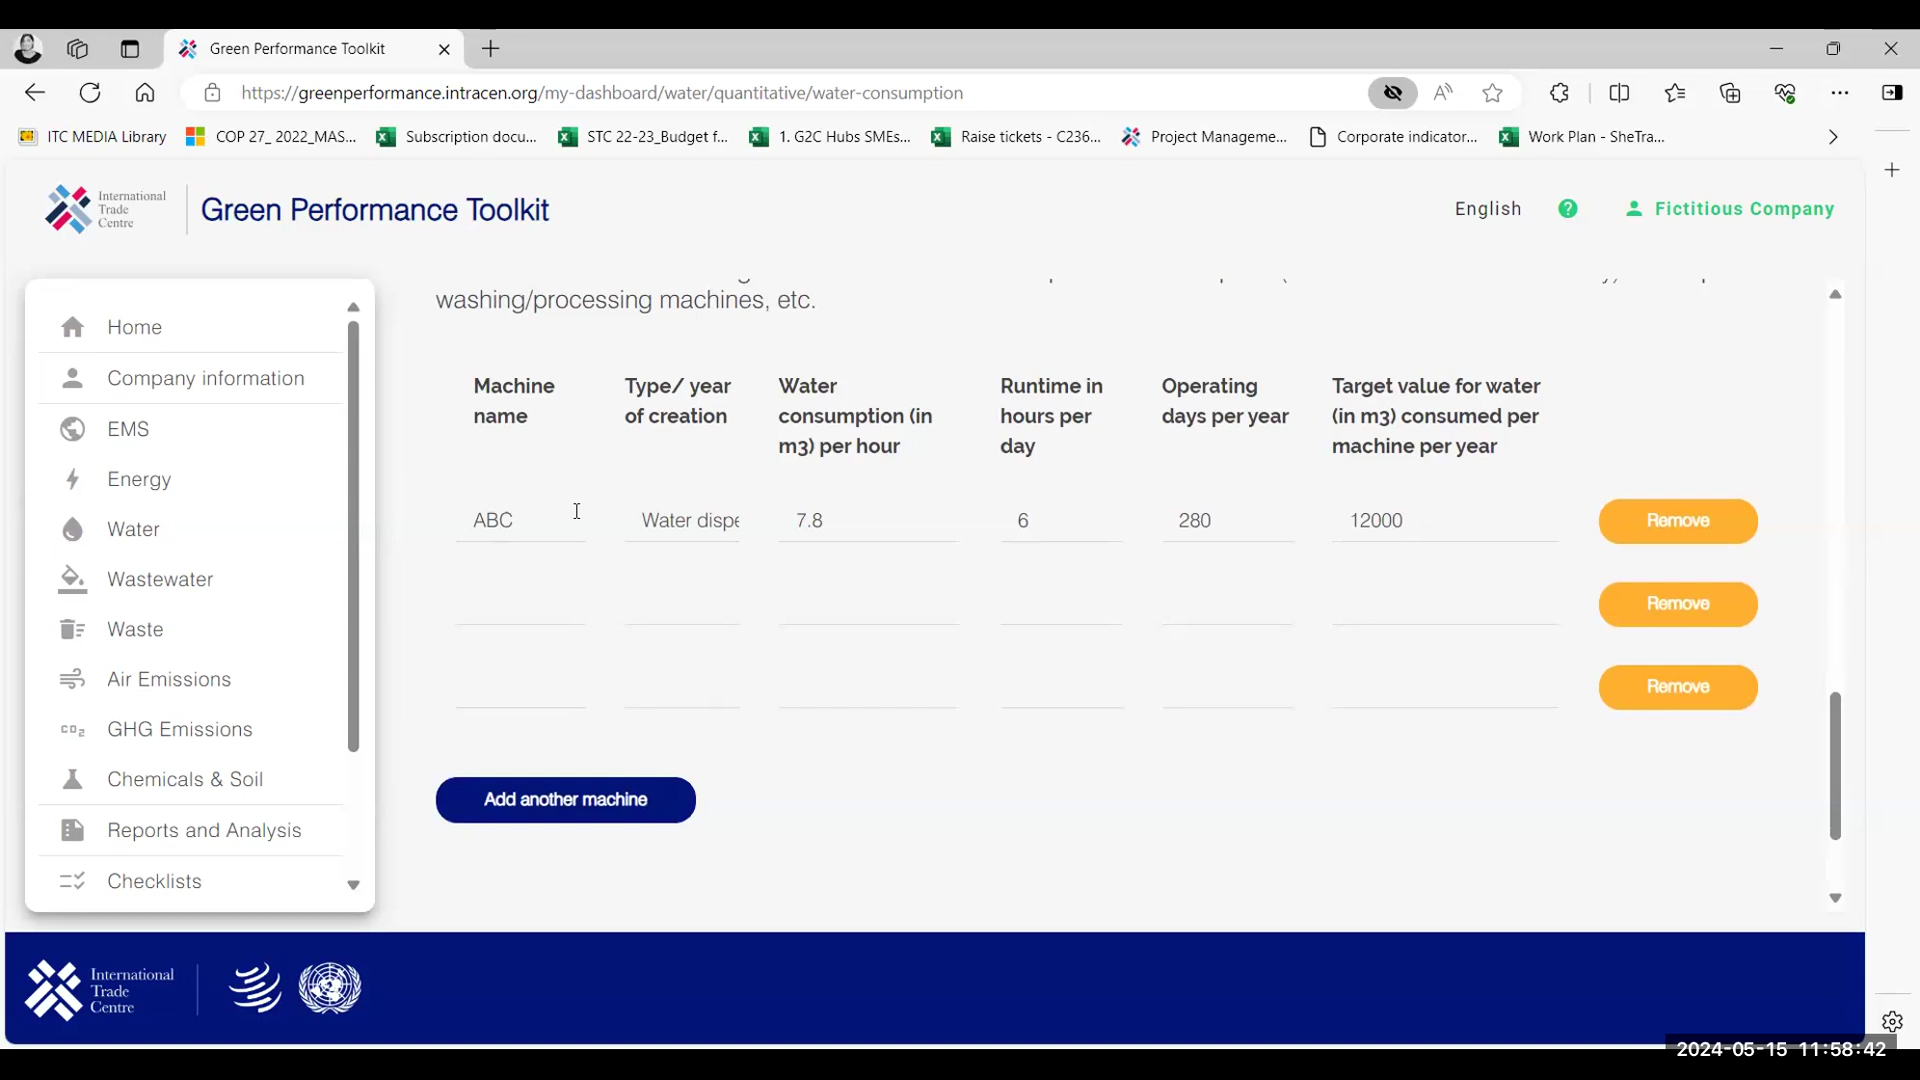 Green Performance Toolkit
https://greenperformance.intracen.org/my-dashboard/water/quantitative/water-consumption
ITC MEDIA Library
COP 27_ 2022_MAS...
Subscription docu...
STC 22-23_Budget f...
1. G2C Hubs SMEs...
Raise tickets - C236...
Project Manageme...
Corporate indicator...
Work Plan - SheTra...
International
Trade
Centre
Green Performance Toolkit
English
Fictitious Company
Home
Company information
EMS
Energy
Water
Wastewater
Waste
Air Emissions
CO2
GHG Emissions
Chemicals & Soil
Reports and Analysis
Checklists
washing/processing machines, etc.
Machine
name
Type/ year
of creation
Water
consumption (in
m3) per hour
Runtime in
hours per
day
Operating
days per year
Target value for water
(in m3) consumed per
machine per year
ABC
Water dispe
7.8
6
280
12000
Remove
Remove
Remove
Add another machine
International
Trade
Centre
2024-05-15 11:58:42